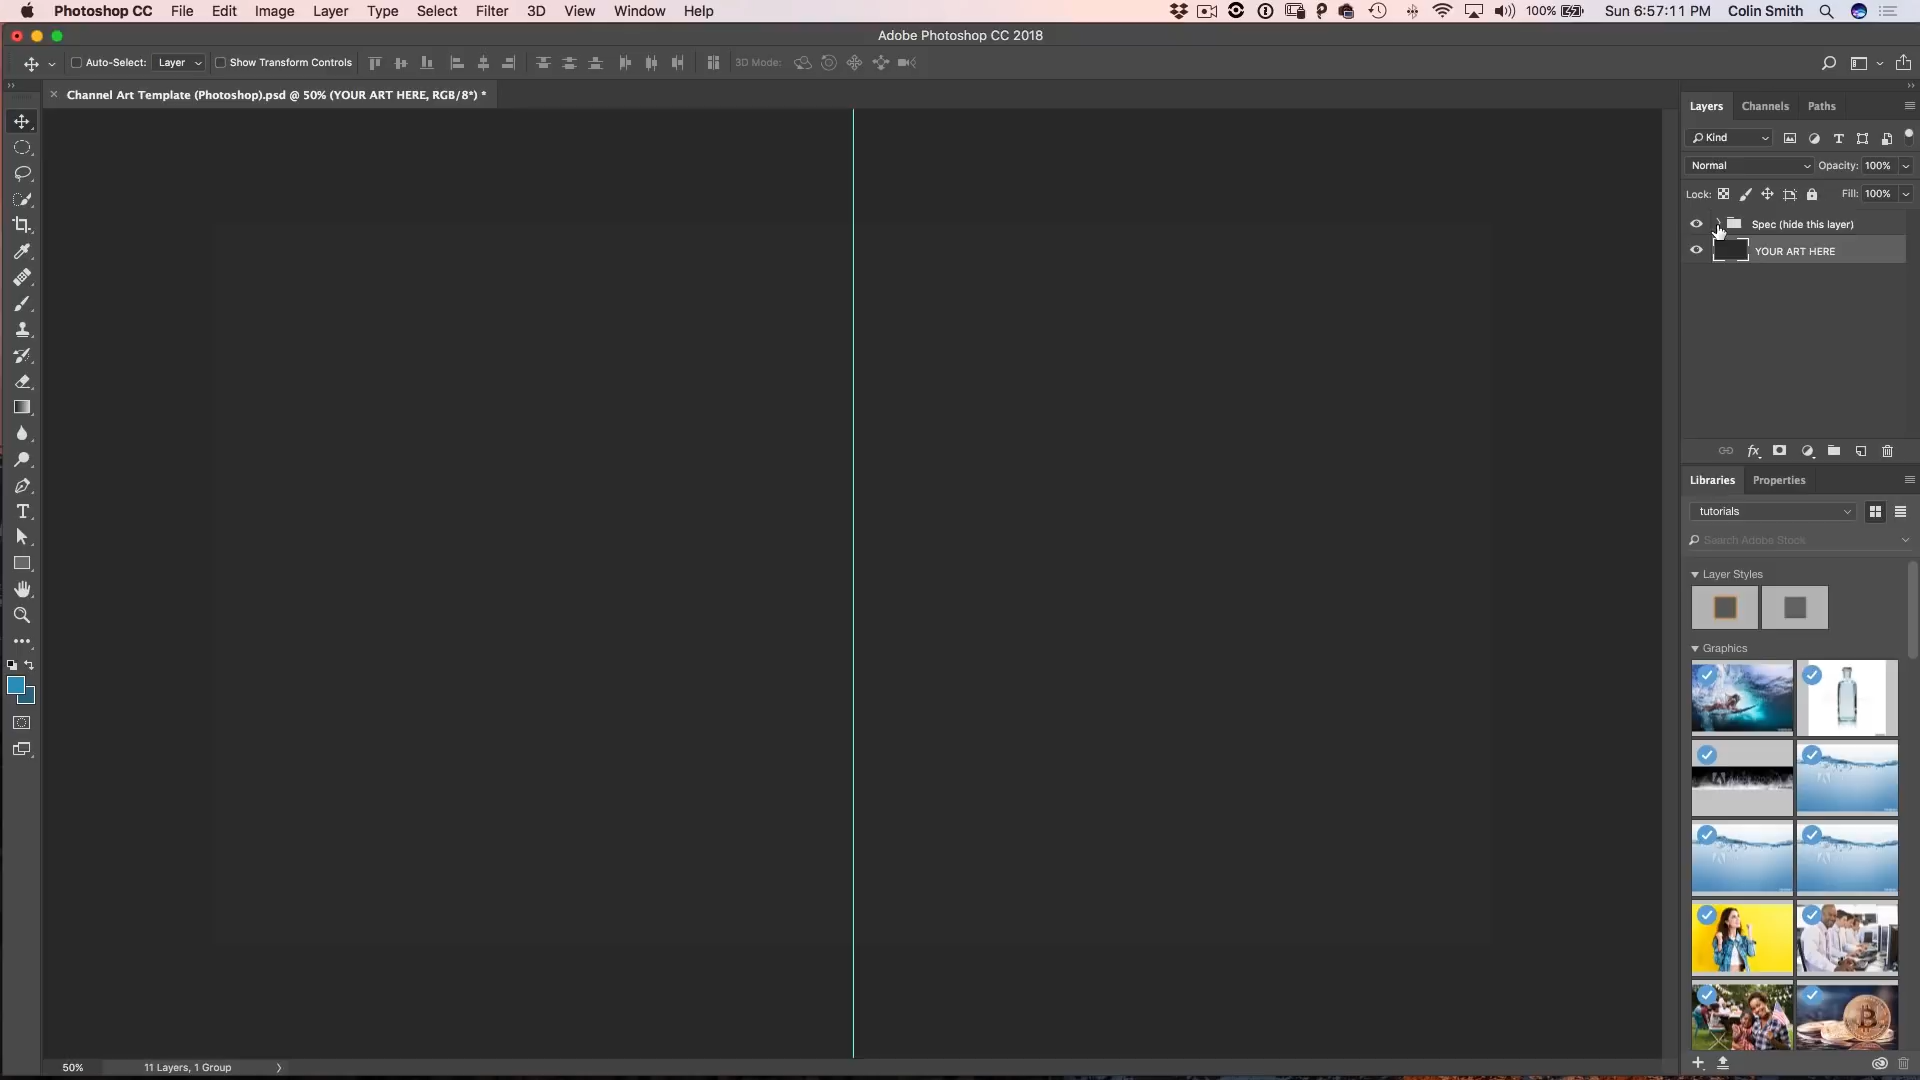 Photoshop CC File Edit Image Layer Type Select Filter 3D View Window Help 100% Sun 6:57:11 PM Colin Smith
Adobe Photoshop CC 2018
Auto-Select: Layer Show Transform Controls 3D Mode:
Channel Art Template (Photoshop).psd @ 50% (YOUR ART HERE, RGB/8*) *
Layers Channels Paths
Kind
Normal Opacity: 100%
Lock: Fill: 100%
Spec (hide this layer)
YOUR ART HERE
Libraries Properties
tutorials
Search Adobe Stock
Layer Styles
Graphics
50% 11 Layers, 1 Group